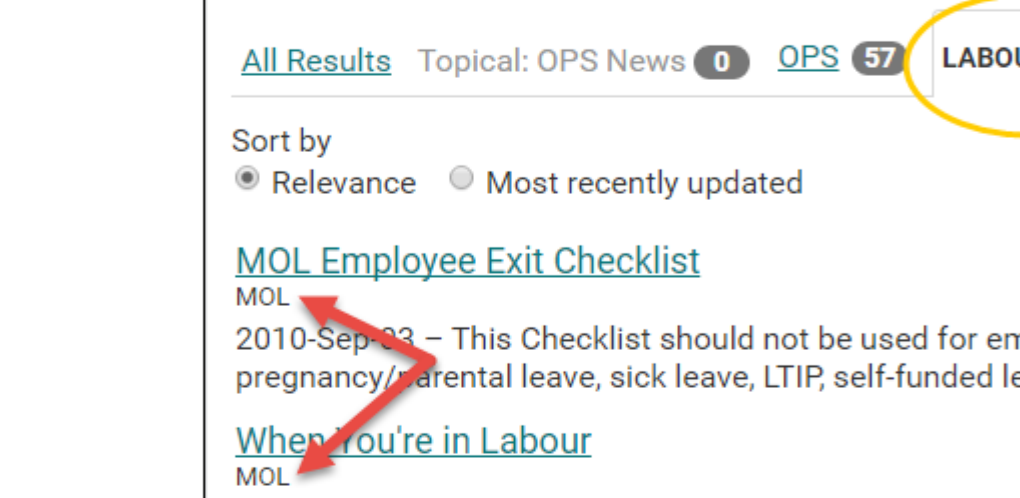 All Results Topical: OPS News 0 OPS 57 LABOU
Sort by
Relevance Most recently updated
MOL Employee Exit Checklist
MOL
2010-Sep-03 – This Checklist should not be used for em
pregnancy/parental leave, sick leave, LTIP, self-funded le
When You're in Labour
MOL